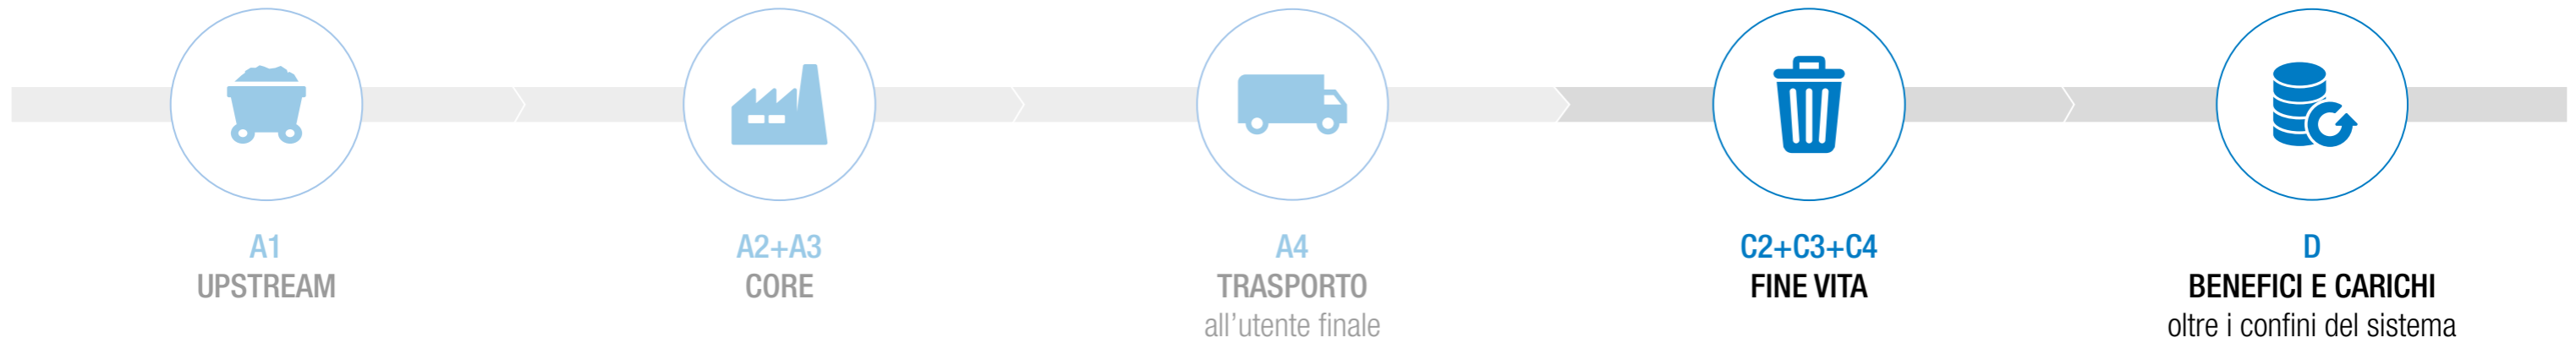 A1
UPSTREAM
A2+A3
CORE
A4
TRASPORTO
all’utente finale
C2+C3+C4
FINE VITA
D
BENEFICI E CARICHI
oltre i confini del sistema